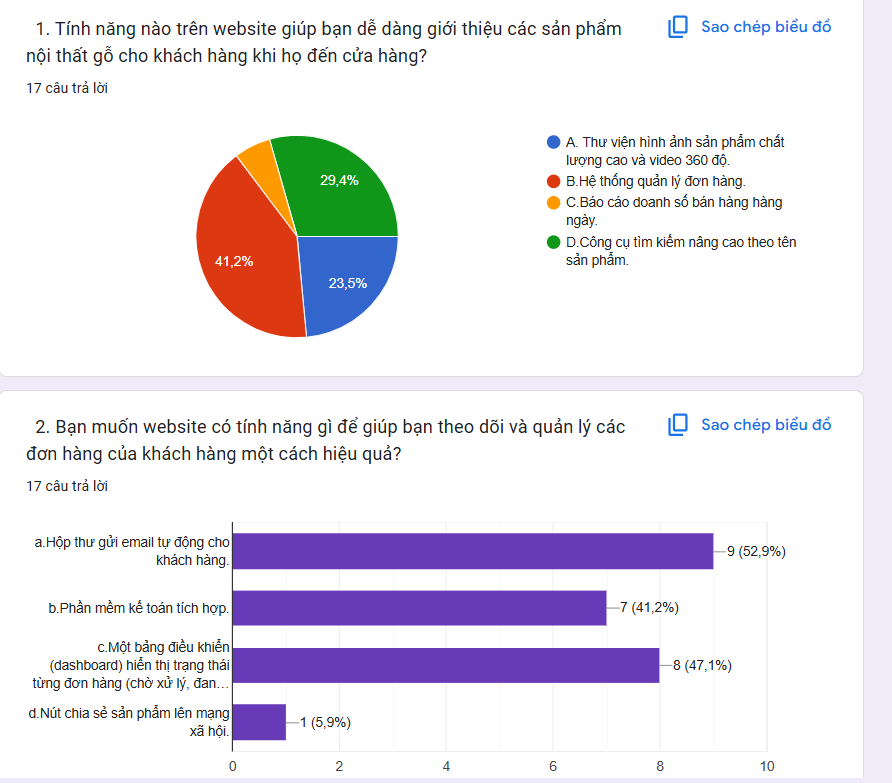 1. Tính năng nào trên website giúp bạn dễ dàng giới thiệu các sản phẩm
nội thất gỗ cho khách hàng khi họ đến cửa hàng?
Sao chép biểu đồ
17 câu trả lời
29,4%
41,2%
23,5%
A. Thư viện hình ảnh sản phẩm chất
lượng cao và video 360 độ.
B.Hệ thống quản lý đơn hàng.
C.Báo cáo doanh số bán hàng hàng
ngày.
D.Công cụ tìm kiếm nâng cao theo tên
sản phẩm.
2. Bạn muốn website có tính năng gì để giúp bạn theo dõi và quản lý các
đơn hàng của khách hàng một cách hiệu quả?
Sao chép biểu đồ
17 câu trả lời
a.Hộp thư gửi email tự động cho
khách hàng.
9 (52,9%)
b.Phần mềm kế toán tích hợp.
7 (41,2%)
c.Một bảng điều khiển
(dashboard) hiển thị trạng thái
từng đơn hàng (chờ xử lý, đan…
8 (47,1%)
d.Nút chia sẻ sản phẩm lên mạng
xã hội.
1 (5,9%)
0 2 4 6 8 10